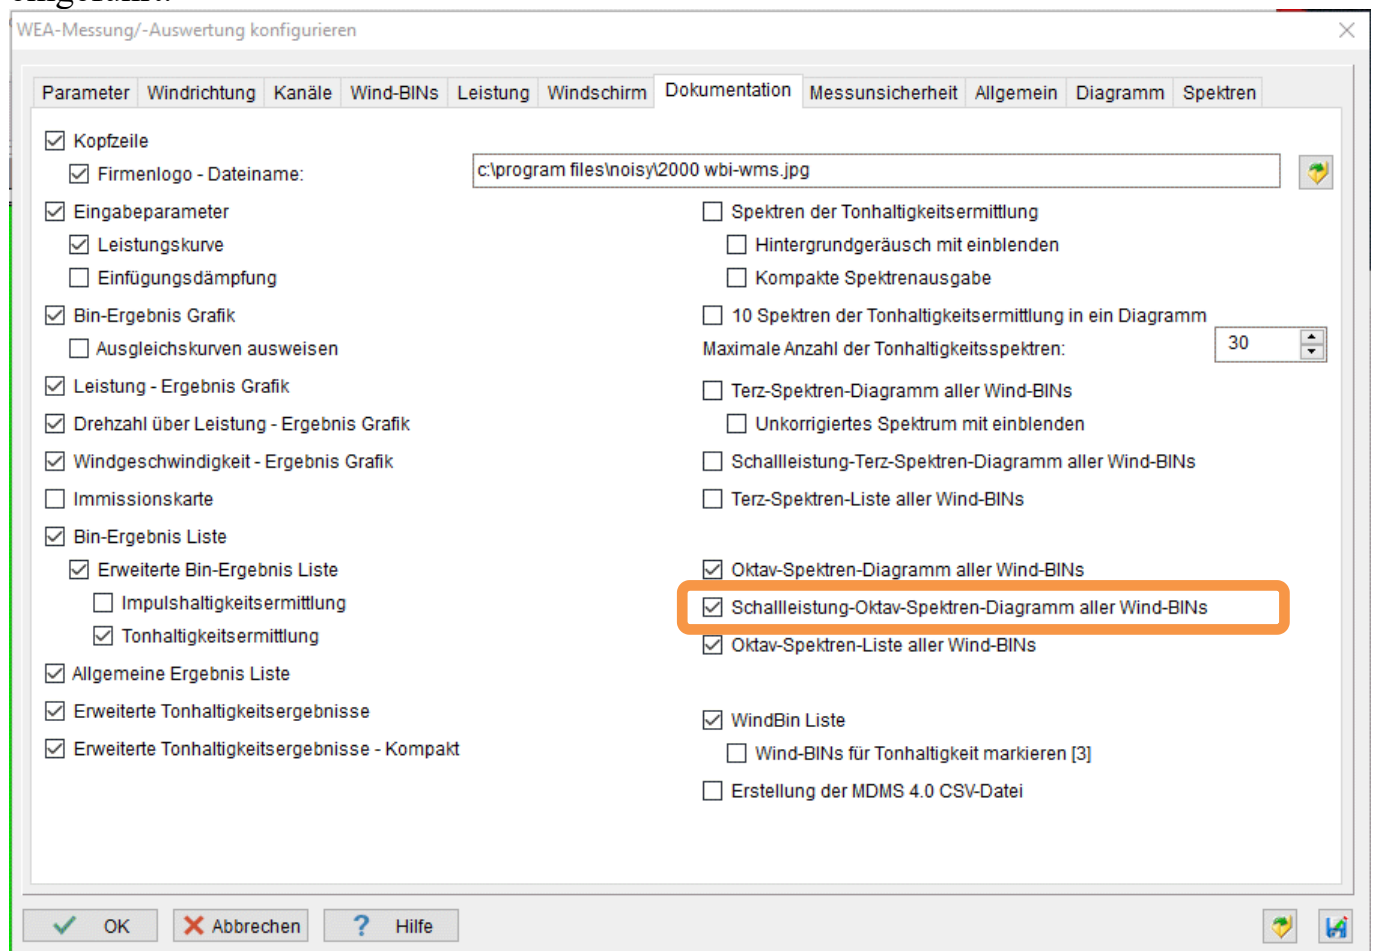 WEA-Messung/-Auswertung konfigurieren
Parameter Windrichtung Kanäle Wind-BINs Leistung Windschirm Dokumentation Messunsicherheit Allgemein Diagramm Spektren
Kopfzeile
Firmenlogo - Dateiname: c:\program files\noisy\2000 wbi-wms.jpg
Eingabeparameter
Leistungskurve
Einfügungsdämpfung
Bin-Ergebnis Grafik
Ausgleichskurven ausweisen
Leistung - Ergebnis Grafik
Drehzahl über Leistung - Ergebnis Grafik
Windgeschwindigkeit - Ergebnis Grafik
Immissionskarte
Bin-Ergebnis Liste
Erweiterte Bin-Ergebnis Liste
Impulshaltigkeitsermittlung
Tonhaltigkeitsermittlung
Allgemeine Ergebnis Liste
Erweiterte Tonhaltigkeitsergebnisse
Erweiterte Tonhaltigkeitsergebnisse - Kompakt
Spektren der Tonhaltigkeitsermittlung
Hintergrundgeräusch mit einblenden
Kompakte Spektrenausgabe
10 Spektren der Tonhaltigkeitsermittlung in ein Diagramm
Maximale Anzahl der Tonhaltigkeitsspektren: 30
Terz-Spektren-Diagramm aller Wind-BINs
Unkorrigiertes Spektrum mit einblenden
Schallleistung-Terz-Spektren-Diagramm aller Wind-BINs
Terz-Spektren-Liste aller Wind-BINs
Oktav-Spektren-Diagramm aller Wind-BINs
Schallleistung-Oktav-Spektren-Diagramm aller Wind-BINs
Oktav-Spektren-Liste aller Wind-BINs
WindBin Liste
Wind-BINs für Tonhaltigkeit markieren [3]
Erstellung der MDMS 4.0 CSV-Datei
OK Abbrechen Hilfe